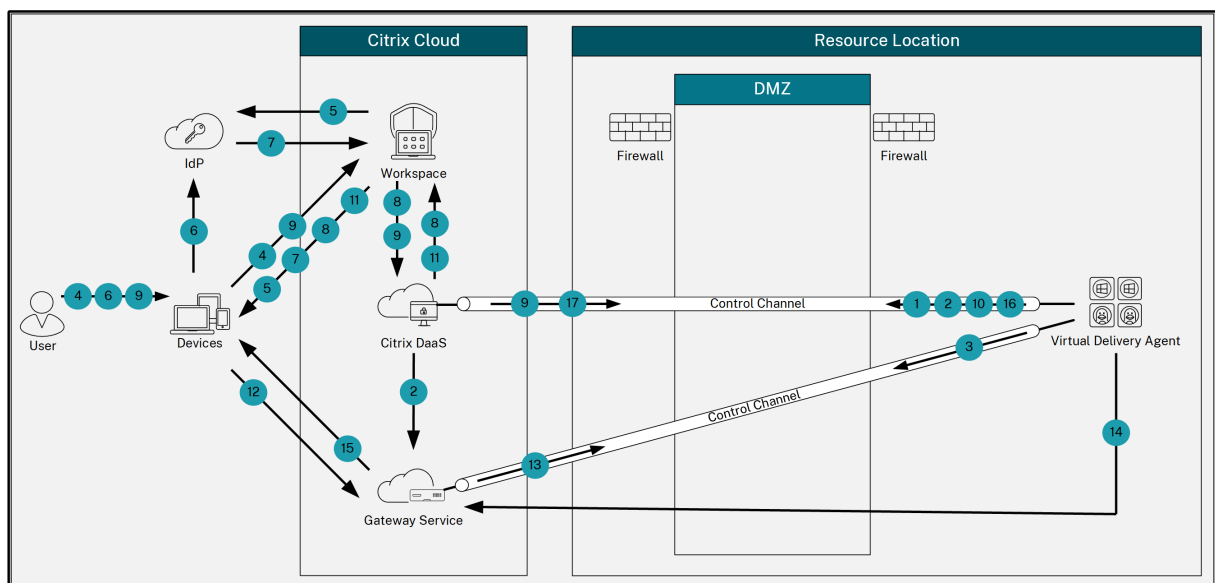 Citrix Cloud
Resource Location
DMZ
5
7
IdP
Workspace
Firewall
Firewall
11
8
7
5
9
4
6
8
9
8
11
4 6 9
User
Devices
Citrix DaaS
9 17
Control Channel
1 2 10 16
Virtual Delivery Agent
3
Control Channel
12
2
15
13
14
Gateway Service